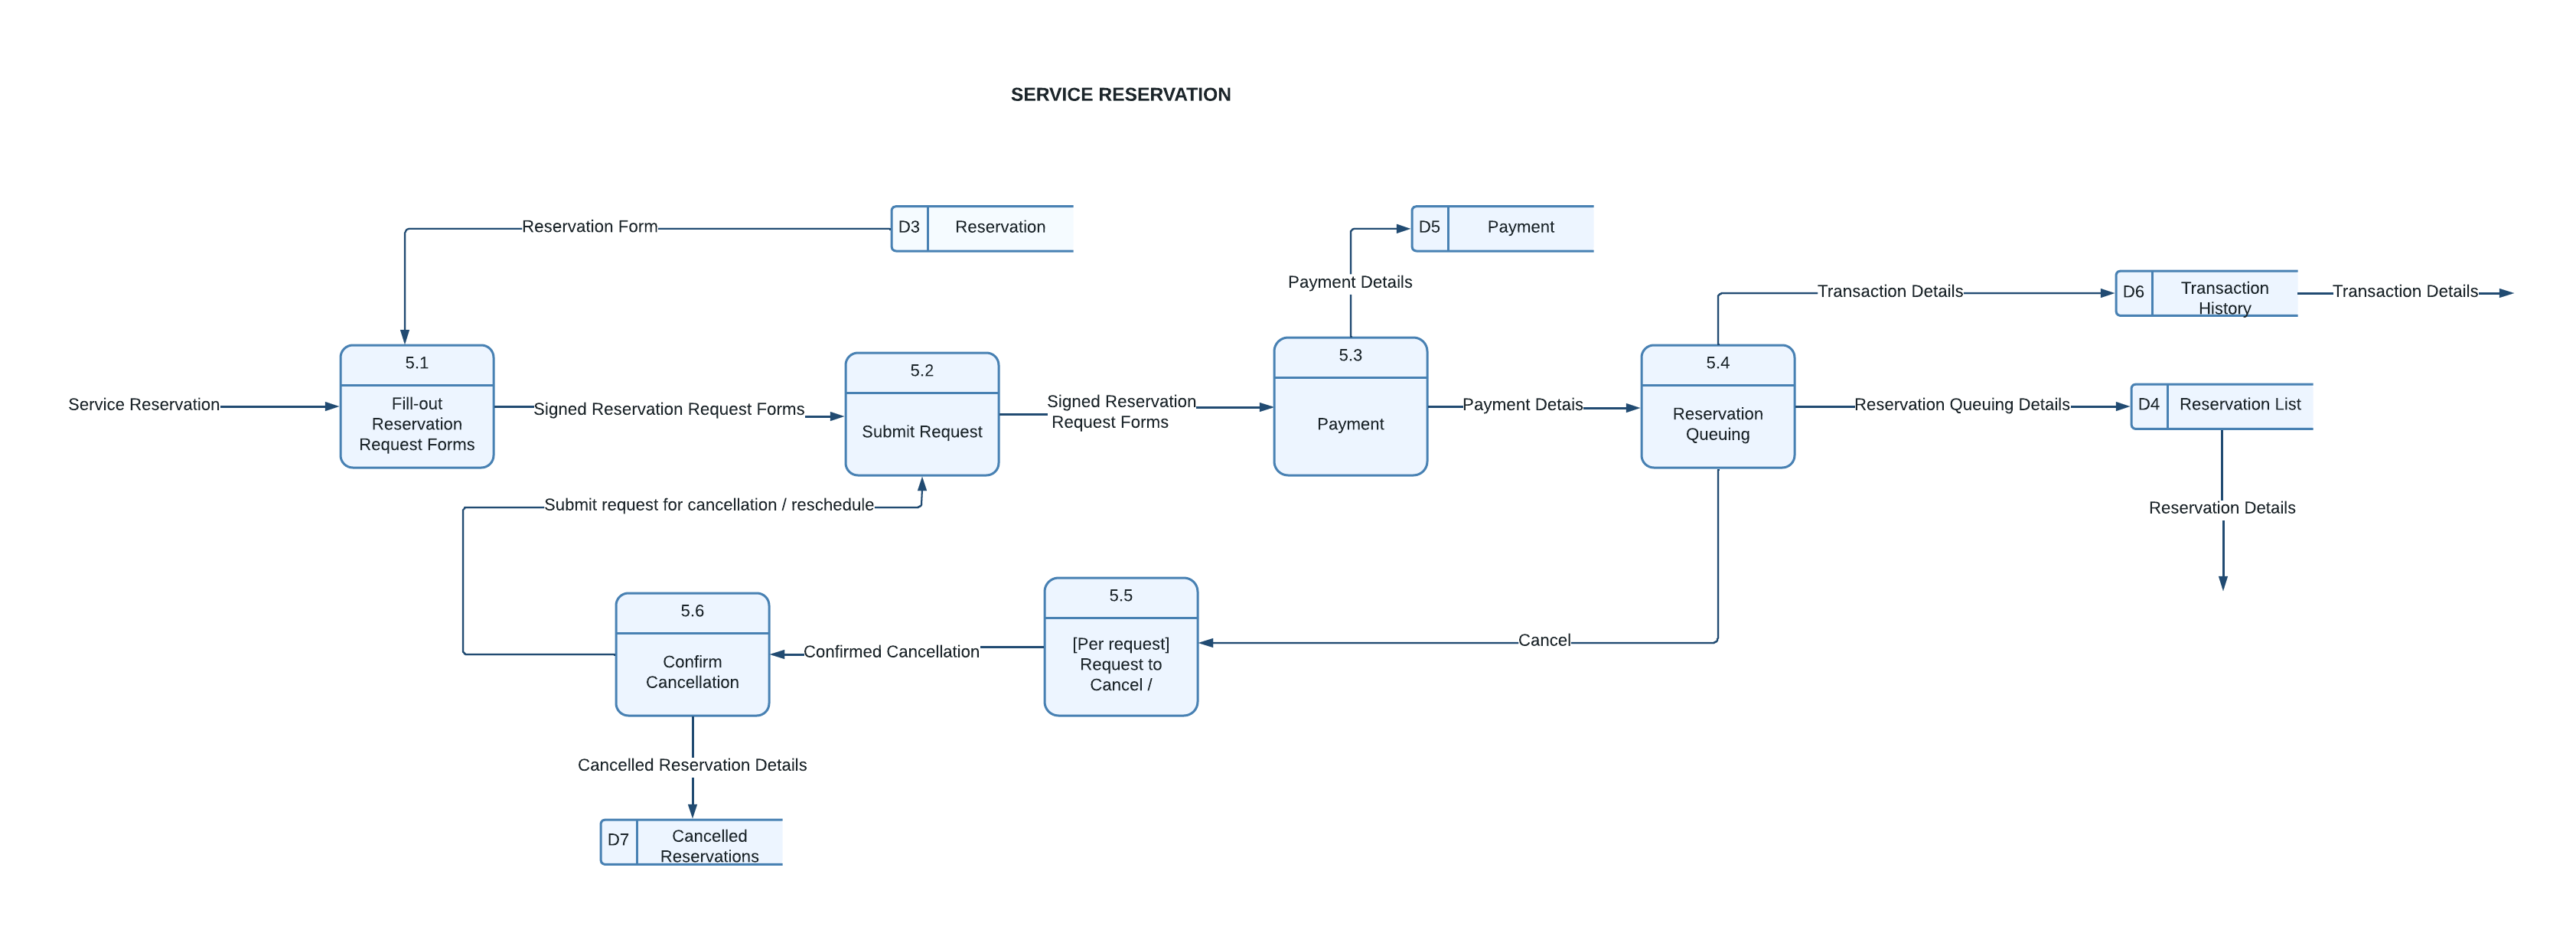 SERVICE RESERVATION
Reservation Form
D3
Reservation
D5
Payment
Payment Details
Transaction Details
D6
Transaction
History
Transaction Details
5.1
Fill-out
Reservation
Request Forms
5.2
Submit Request
5.3
Payment
5.4
Reservation
Queuing
Service Reservation
Signed Reservation Request Forms
Signed Reservation
Request Forms
Payment Detais
Reservation Queuing Details
D4
Reservation List
Submit request for cancellation / reschedule
Reservation Details
5.6
Confirm
Cancellation
Confirmed Cancellation
5.5
[Per request]
Request to
Cancel /
Cancel
Cancelled Reservation Details
D7
Cancelled
Reservations